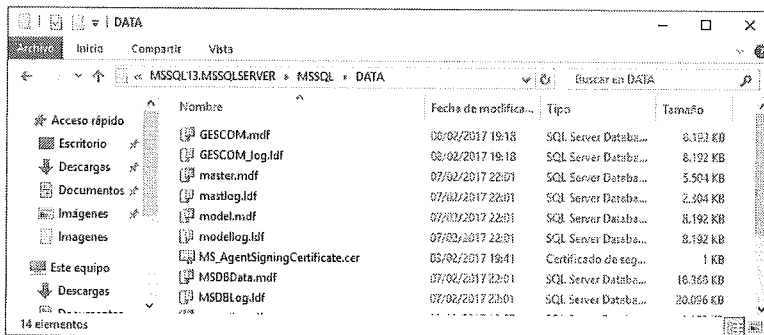 DATA
Archivo Inicio Compartir Vista
« MSSQL13.MSSQLSERVER » MSSQL » DATA
Buscar en DATA
Nombre Fecha de modifica... Tipo Tamaño
Acceso rápido
Escritorio
Descargas
Documentos
Imágenes
Imagenes
Este equipo
Descargas
GESCOM.mdf 08/02/2017 19:18 SQL Server Databa... 8.192 KB
GESCOM_log.ldf 08/02/2017 19:18 SQL Server Databa... 8.192 KB
master.mdf 07/02/2017 22:01 SQL Server Databa... 5.504 KB
mastlog.ldf 07/02/2017 22:01 SQL Server Databa... 2.304 KB
model.mdf 07/02/2017 22:01 SQL Server Databa... 8.192 KB
modellog.ldf 07/02/2017 22:01 SQL Server Databa... 8.192 KB
MS_AgentSigningCertificate.cer 19:41 Certificado de seg... 1 KB
MSDBData.mdf 07/02/2017 22:01 SQL Server Databa... KB
MSDBLog.ldf 07/02/2017 22:01 SQL Server Databa... 20.096 KB
14 elementos